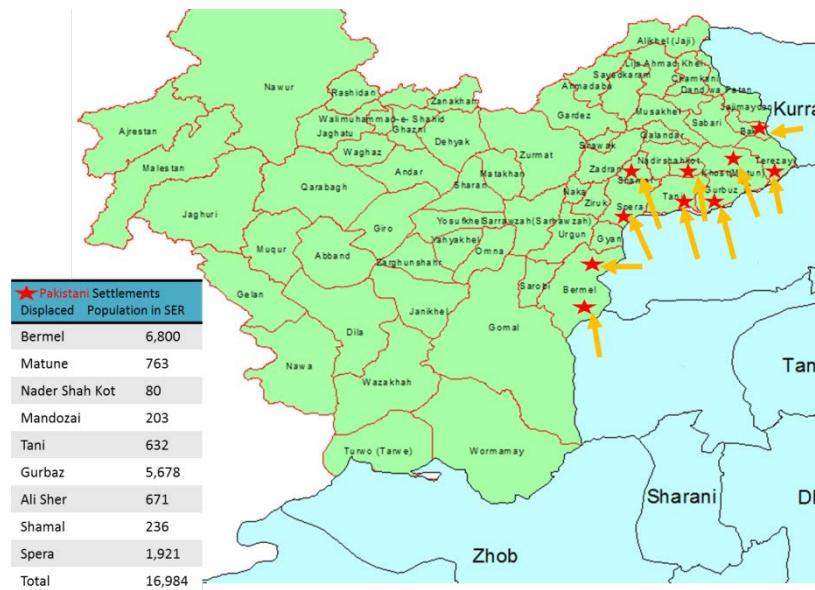 Alikhel (Jaji)
Lija Ahmad Khel
Sayedkaram
Chamkani
Nawur
Ahmadaba
Dand wa Patan
Rashidan
Zanakham
Jajimaydan
Kurra
Gardez
Musakhel
Walimuhammad-e- Shahid
Sabari
Ghazni
Ajrestan
Jaghatu
Dehyak
Bak
Qalandar
Waghaz
Zurmat
Shwak
Malestan
Andar
Matakhan
Zadran
Nadirshahkot
Terezayi
Khost(Matun)
Qarabagh
Sharan
Shamal
Naka
Gurbuz
Tani
Jaghuri
Ziruk
Spera
Yosufkhel
Sarrawzah(Sarbawzah)
Giro
Urgun
Gyan
Muqur
Yahyakhel
Abband
Omna
Zarghunshahr
Pakistani Settlements
Displaced Population in SER
Gelan
Sarobi
Bermel
Janikhel
Gomal
Dila
Bermel 6,800
Matune 763
Nawa
Tan
Wazakhah
Nader Shah Kot 80
Mandozai 203
Tani 632
Turwo (Tarwe)
Wormamay
Gurbaz 5,678
Ali Sher 671
Sharani
DI
Shamal 236
Spera 1,921
Zhob
Total 16,984